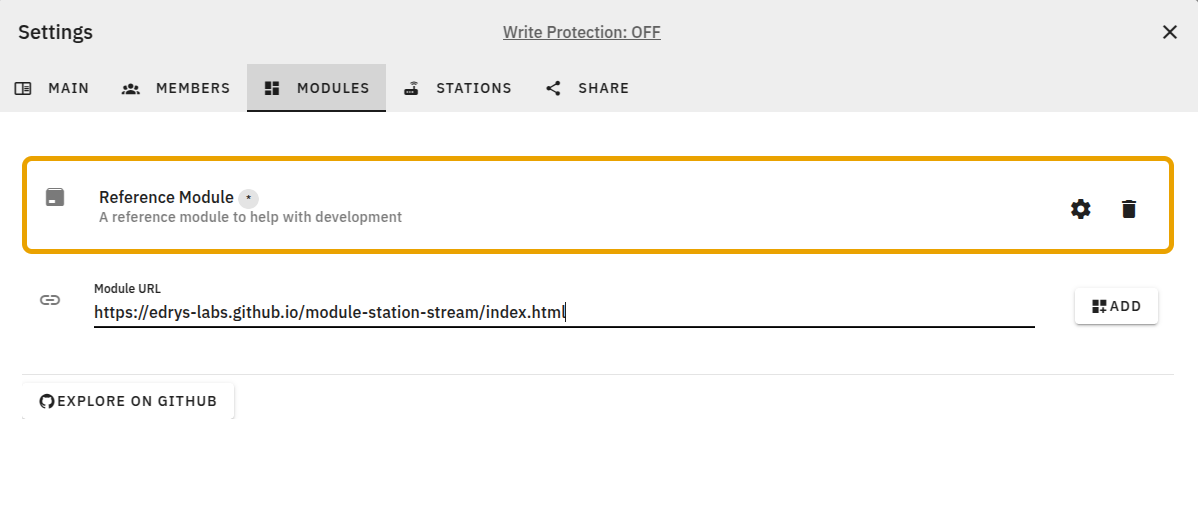 Settings
Write Protection: OFF
MAIN
MEMBERS
MODULES
STATIONS
SHARE
Reference Module *
A reference module to help with development
Module URL
https://edrys-labs.github.io/module-station-stream/index.html
ADD
EXPLORE ON GITHUB